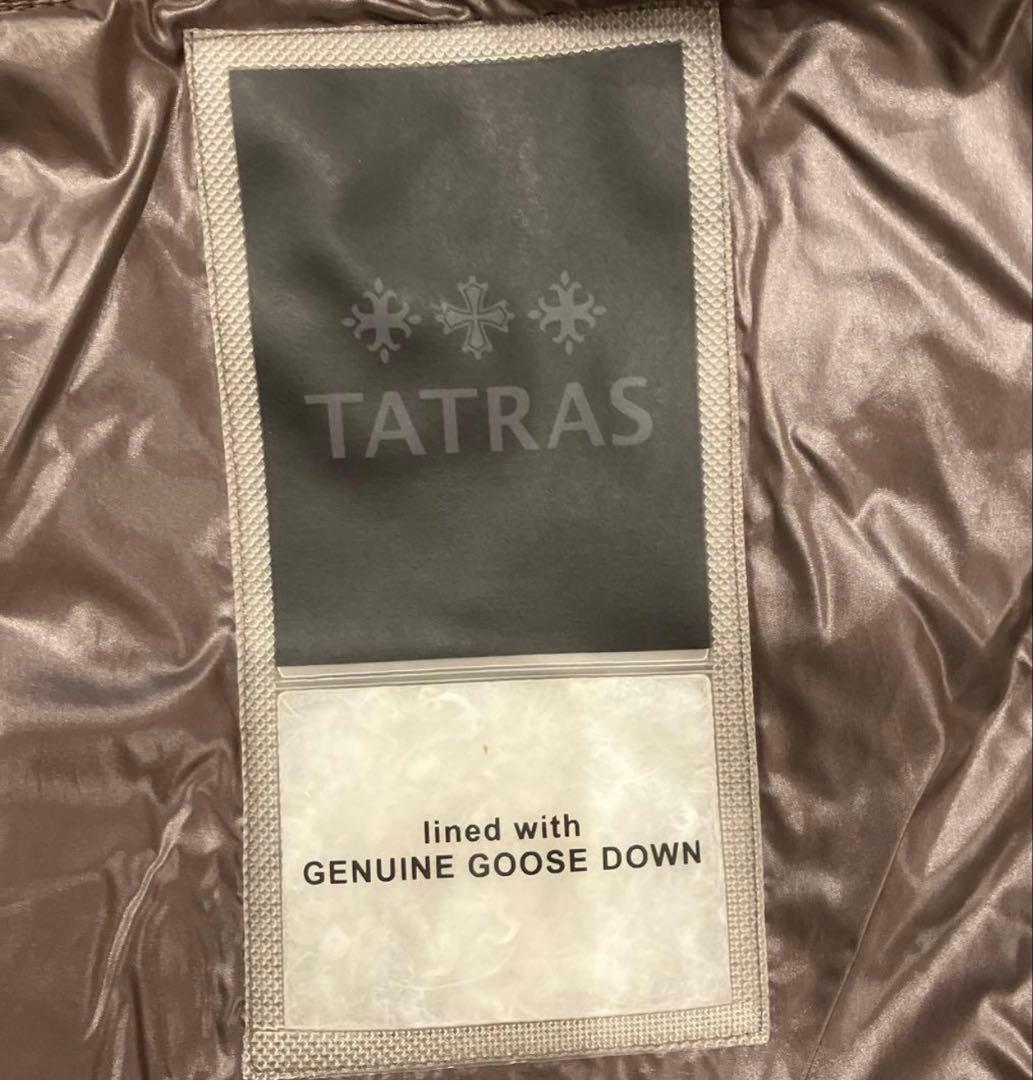 TATRAS
lined with
GENUINE GOOSE DOWN